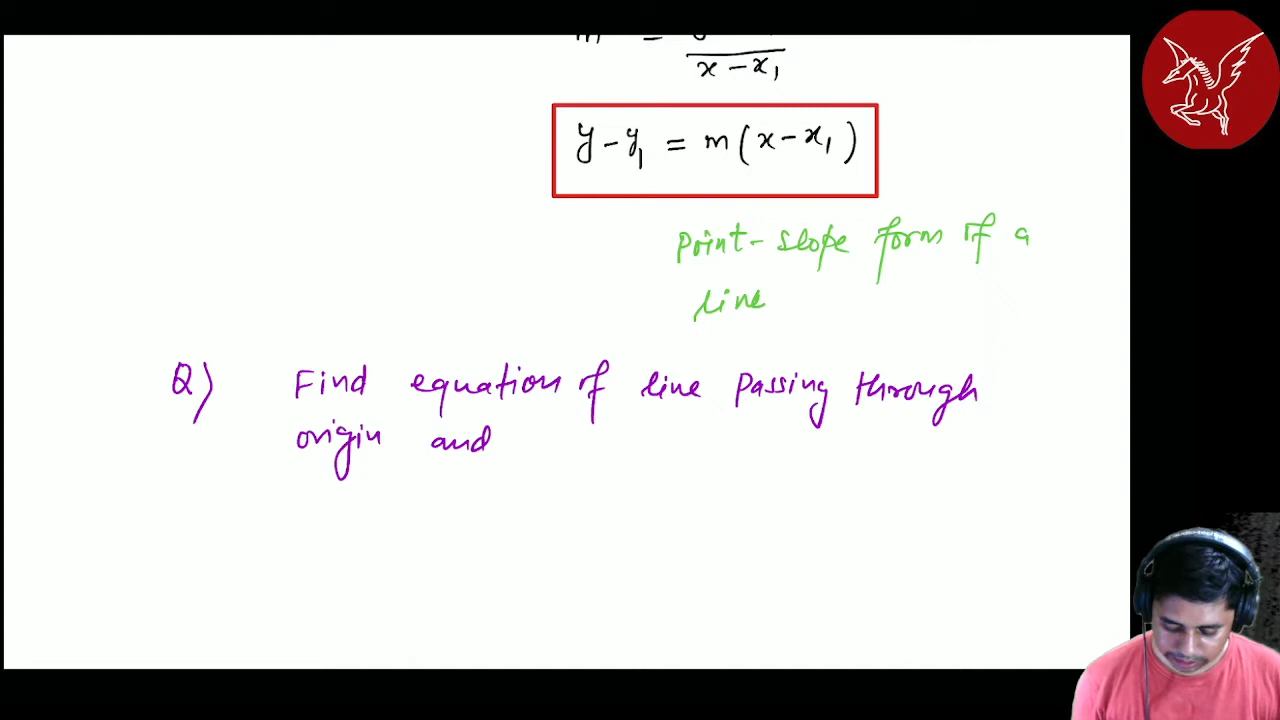 x - x₁
y - y₁ = m(x - x₁)
Point-slope form of a
line
Q) Find equation of line passing through
origin and